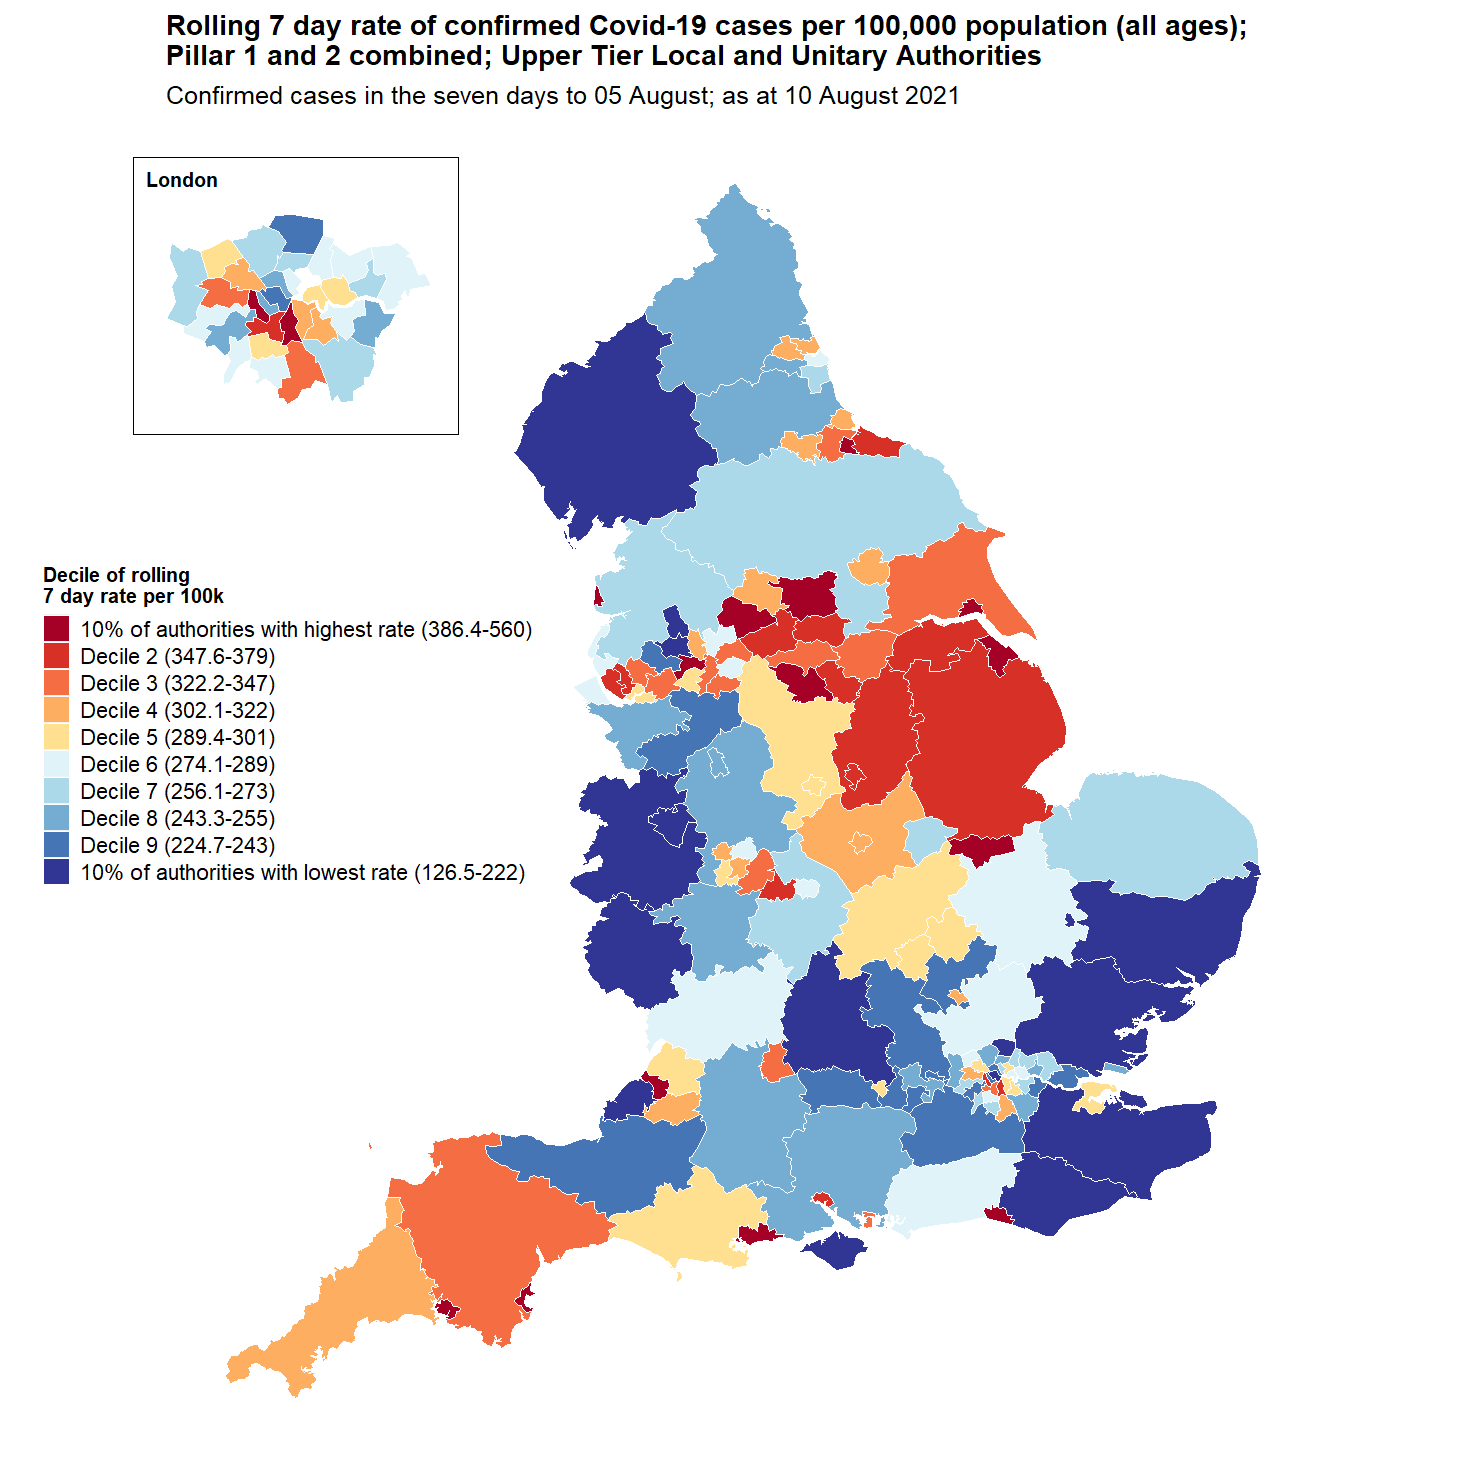 Rolling 7 day rate of confirmed Covid-19 cases per 100,000 population (all ages);
Pillar 1 and 2 combined; Upper Tier Local and Unitary Authorities
Confirmed cases in the seven days to 05 August; as at 10 August 2021
London
Decile of rolling
7 day rate per 100k
10% of authorities with highest rate (386.4-560)
Decile 2 (347.6-379)
Decile 3 (322.2-347)
Decile 4 (302.1-322)
Decile 5 (289.4-301)
Decile 6 (274.1-289)
Decile 7 (256.1-273)
Decile 8 (243.3-255)
Decile 9 (224.7-243)
10% of authorities with lowest rate (126.5-222)